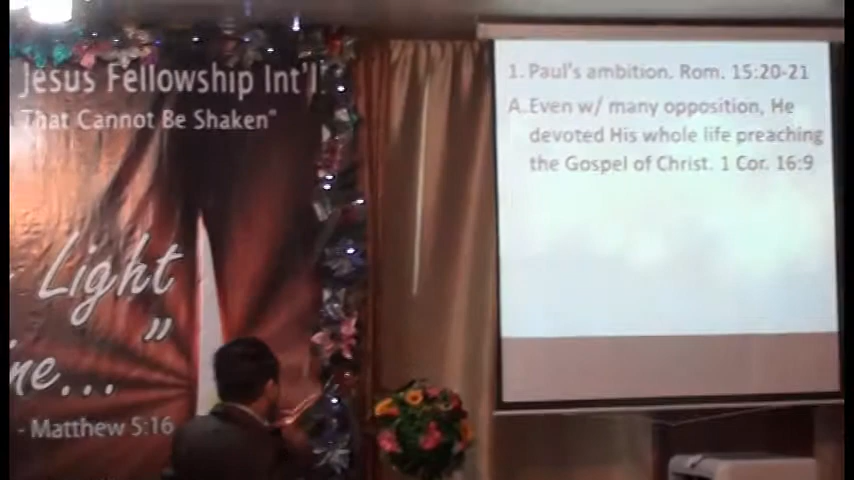 Jesus Fellowship Int'l.
That Cannot Be Shaken"
Light
"
ine...
- Matthew 5:16
1. Paul's ambition. Rom. 15:20-21
A. Even w/ many opposition, He
devoted His whole life preaching
the Gospel of Christ. 1 Cor. 16:9